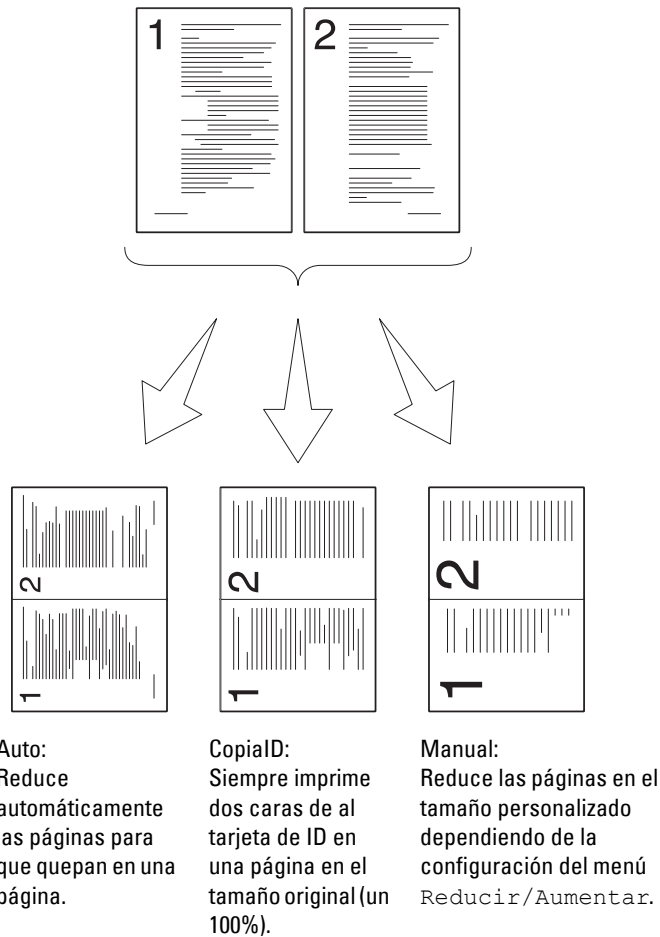 1
2
2
1
2
1
2
1
Auto:
Reduce
automáticamente
las páginas para
que quepan en una
página.
CopiaID:
Siempre imprime
dos caras de al
tarjeta de ID en
una página en el
tamaño original (un
100%).
Manual:
Reduce las páginas en el
tamaño personalizado
dependiendo de la
configuración del menú
Reducir/Aumentar.